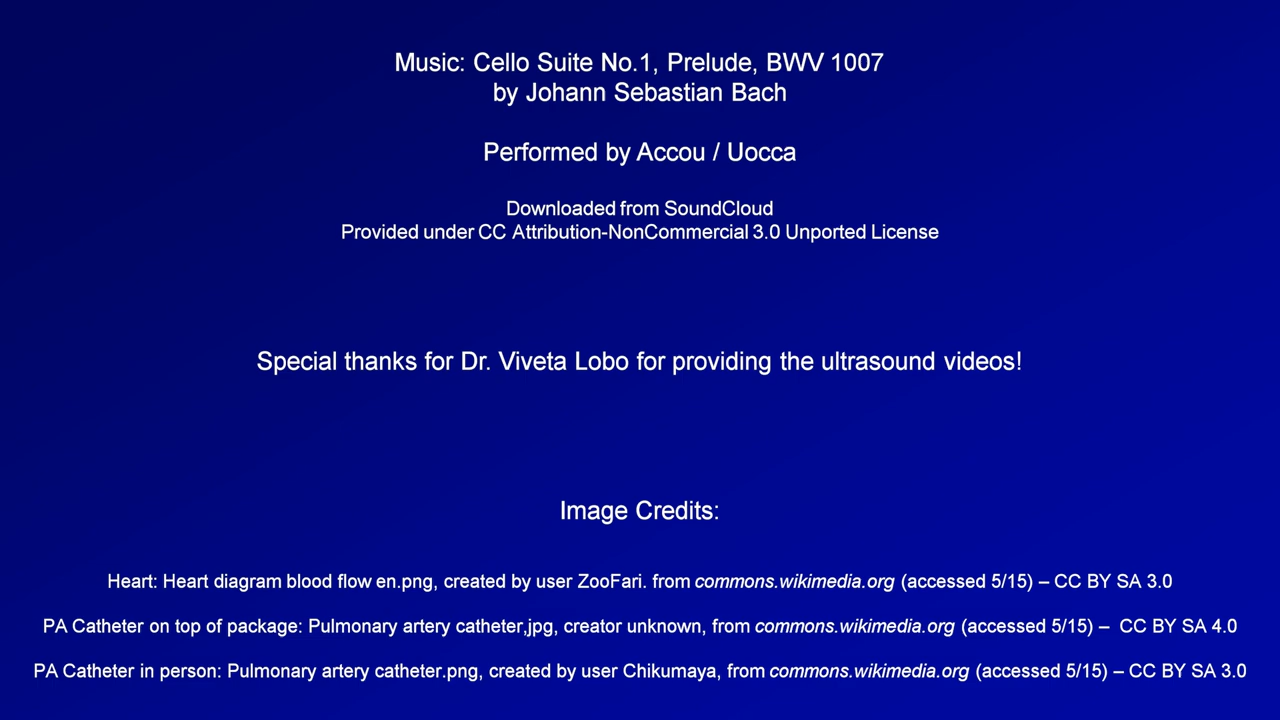 Music: Cello Suite No.1, Prelude, BWV 1007
by Johann Sebastian Bach
Performed by Accou / Uocca
Downloaded from SoundCloud
Provided under CC Attribution-NonCommercial 3.0 Unported License
Special thanks for Dr. Viveta Lobo for providing the ultrasound videos!
Image Credits:
Heart: Heart diagram blood flow en.png, created by user ZooFari. from commons.wikimedia.org (accessed 5/15) – CC BY SA 3.0
PA Catheter on top of package: Pulmonary artery catheter,jpg, creator unknown, from commons.wikimedia.org (accessed 5/15) – CC BY SA 4.0
PA Catheter in person: Pulmonary artery catheter.png, created by user Chikumaya, from commons.wikimedia.org (accessed 5/15) – CC BY SA 3.0